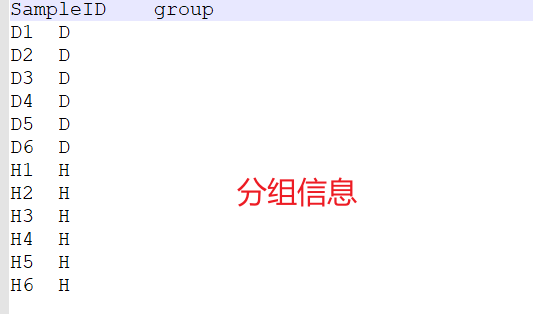 SampleID group
D1 D
D2 D
D3 D
D4 D
D5 D
D6 D
H1 H
H2 H
H3 H
H4 H
H5 H
H6 H
分组信息